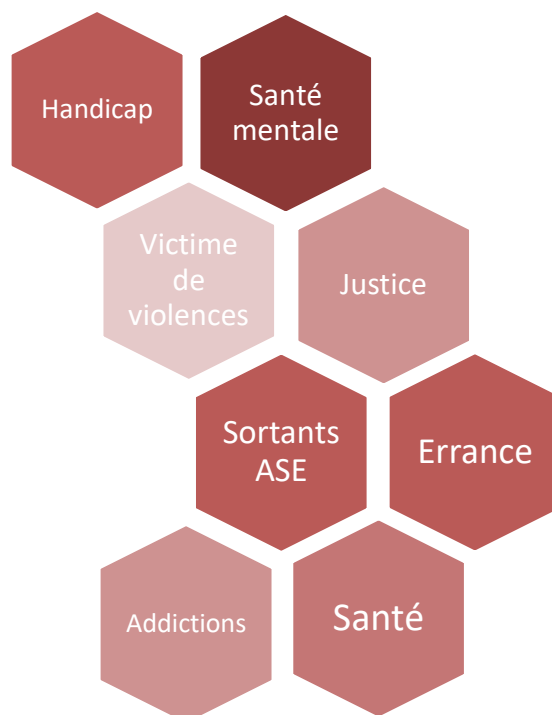 Handicap
Santé
mentale
Victime
de
violences
Justice
Sortants
ASE
Errance
Addictions
Santé